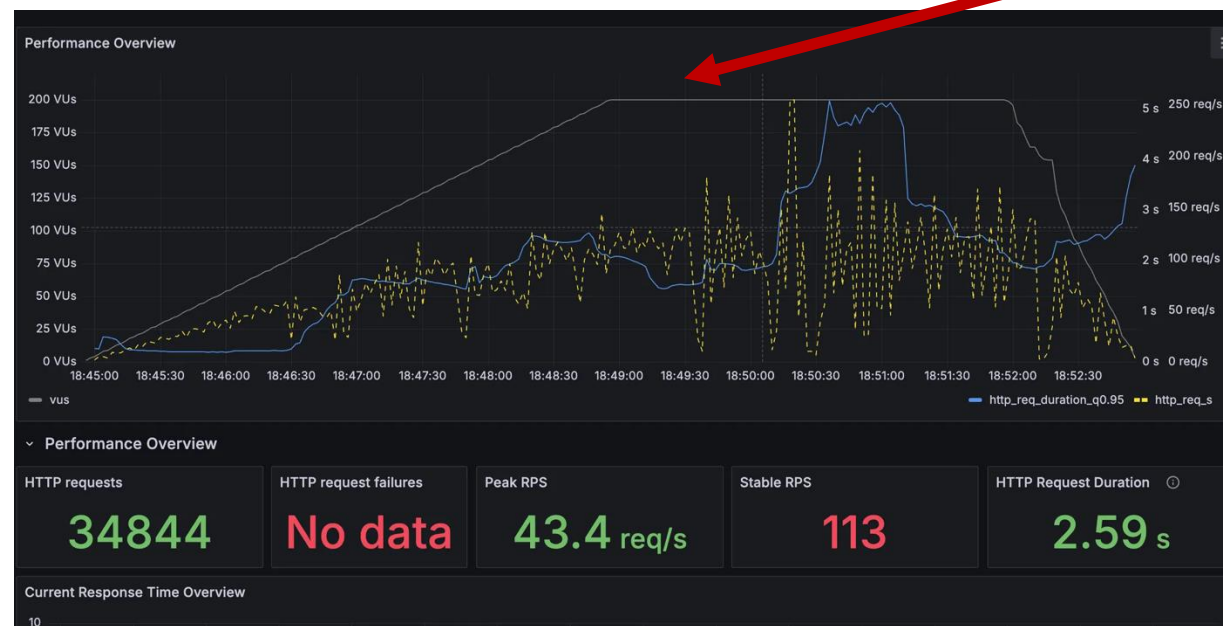 Performance Overview
200 VUs
175 VUs
150 VUs
125 VUs
100 VUs
75 VUs
50 VUs
25 VUs
0 VUs
5 s 250 req/s
4 s 200 req/s
3 s 150 req/s
2 s 100 req/s
1 s 50 req/s
0 s 0 req/s
18:45:00 18:45:30 18:46:00 18:46:30 18:47:00 18:47:30 18:48:00 18:48:30 18:49:00 18:49:30 18:50:00 18:50:30 18:51:00 18:51:30 18:52:00 18:52:30
vus
http_req_duration_q0.95 http_req_s
Performance Overview
HTTP requests
34844
HTTP request failures
No data
Peak RPS
43.4 req/s
Stable RPS
113
HTTP Request Duration
2.59 s
Current Response Time Overview
10